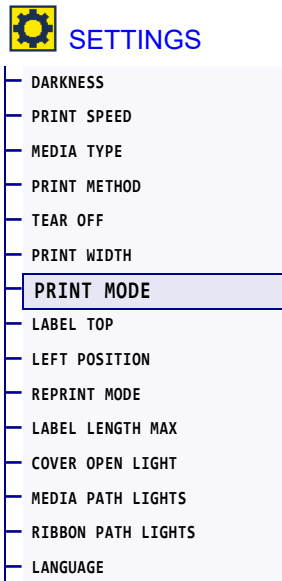 SETTINGS
DARKNESS
PRINT SPEED
MEDIA TYPE
PRINT METHOD
TEAR OFF
PRINT WIDTH
PRINT MODE
LABEL TOP
LEFT POSITION
REPRINT MODE
LABEL LENGTH MAX
COVER OPEN LIGHT
MEDIA PATH LIGHTS
RIBBON PATH LIGHTS
LANGUAGE